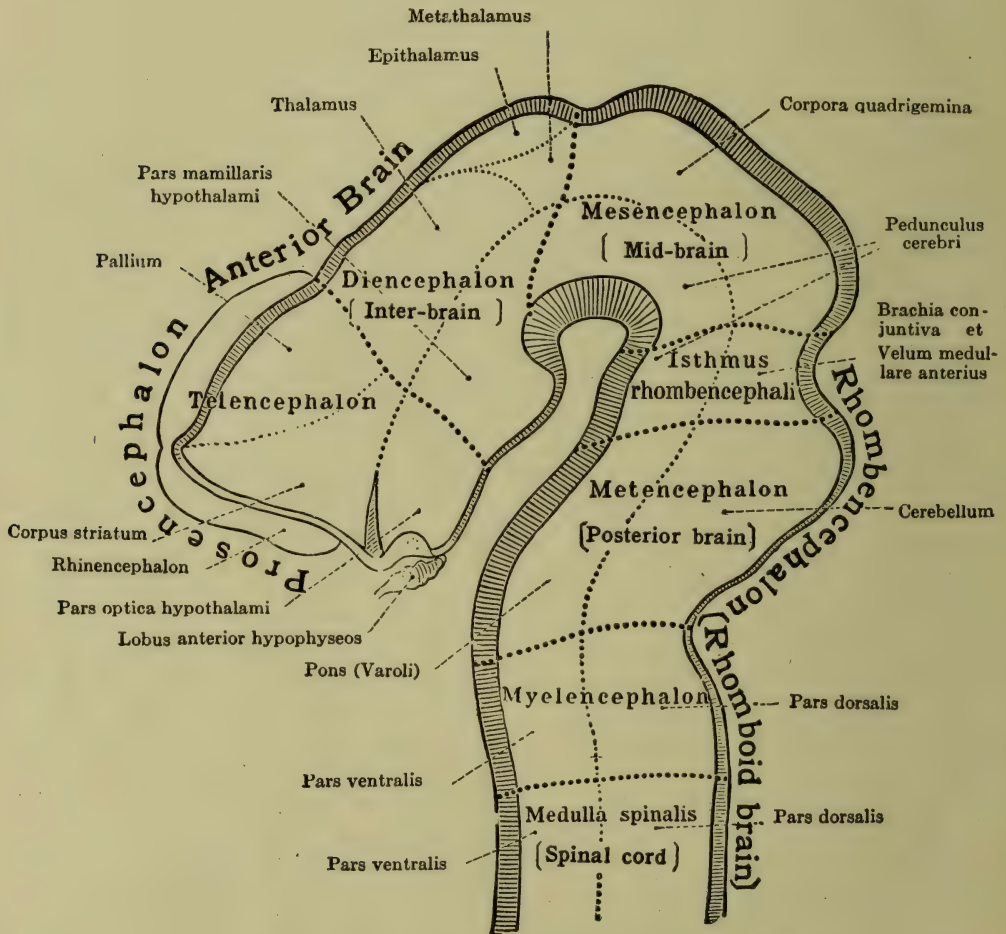 Metathalamus
Epithalamus
Thalamus
Corpora quadrigemina
Pars mamillaris
hypothalami
Pallium
Prosencephalon Anterior Brain
Mesencephalon
(Mid-brain)
Pedunculus
cerebri
Diencephalon
(Inter-brain)
Brachia con-
juntiva et
Velum medul-
lare anterius
Isthmus
rhombencephali
Telencephalon
Rhombencephalon (Rhomboid brain)
Metencephalon
(Posterior brain)
Cerebellum
Corpus striatum
Rhinencephalon
Pars optica hypothalami
Lobus anterior hypophyseos
Pons (Varoli)
Myelencephalon
Pars dorsalis
Pars ventralis
Medulla spinalis
(Spinal cord)
Pars dorsalis
Pars ventralis